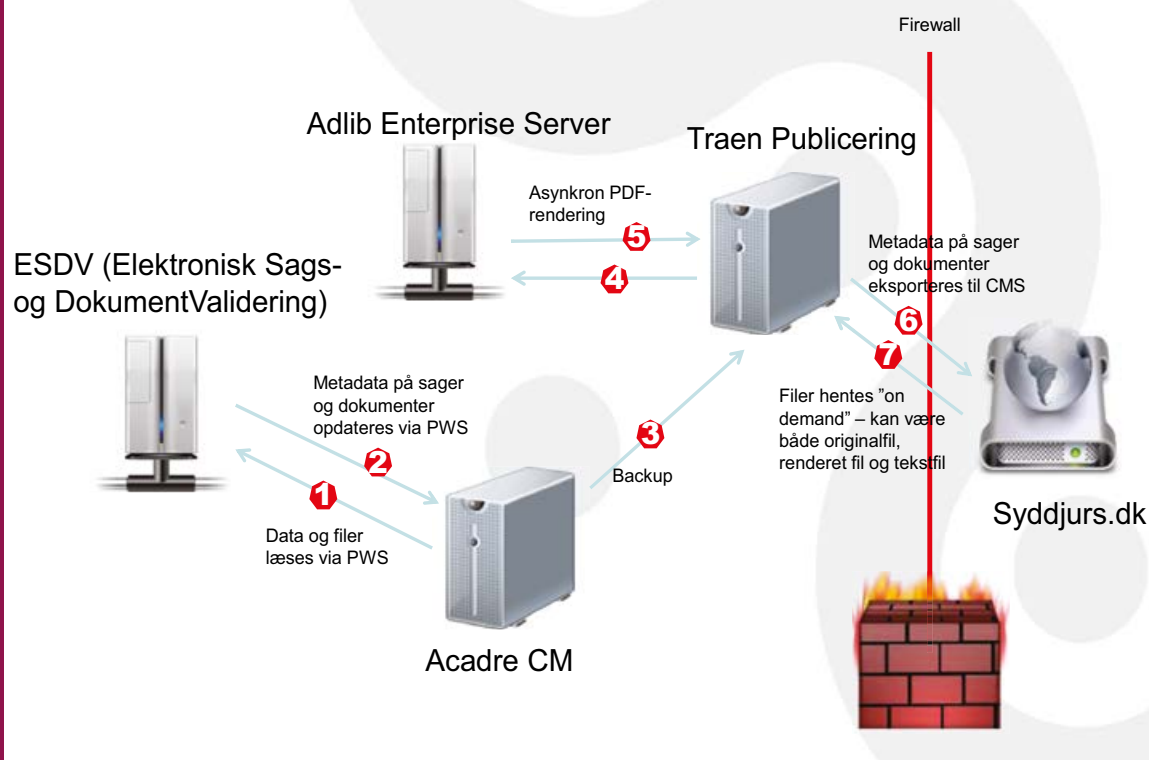 Firewall
Adlib Enterprise Server
Traen Publicering
Asynkron PDF-
rendering
5
4
Metadata på sager
og dokumenter
eksporteres til CMS
6
7
ESDV (Elektronisk Sags-
og DokumentValidering)
Metadata på sager
og dokumenter
opdateres via PWS
2
1
Data og filer
læses via PWS
3
Backup
Filer hentes ”on
demand” – kan være
både originalfil,
renderet fil og tekstfil
Syddjurs.dk
Acadre CM